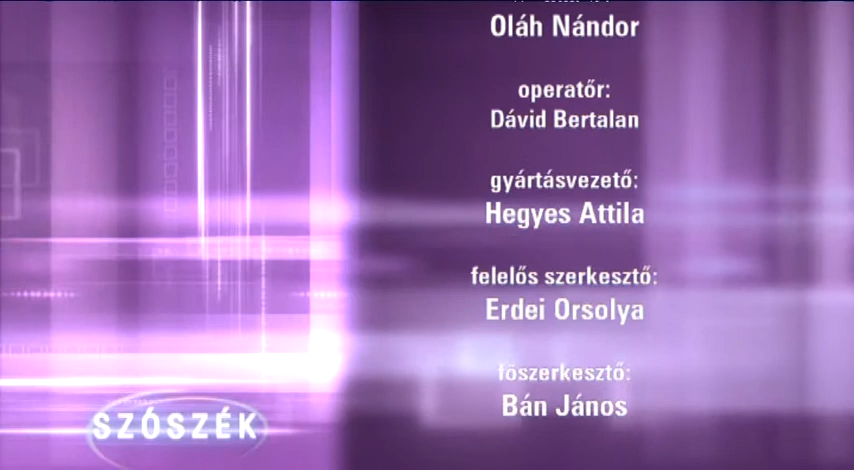 Oláh Nándor
operatőr:
Dávid Bertalan
gyártásvezető:
Hegyes Attila
felelős szerkesztő:
Erdei Orsolya
főszerkesztő:
Bán János
SZÓSZÉK